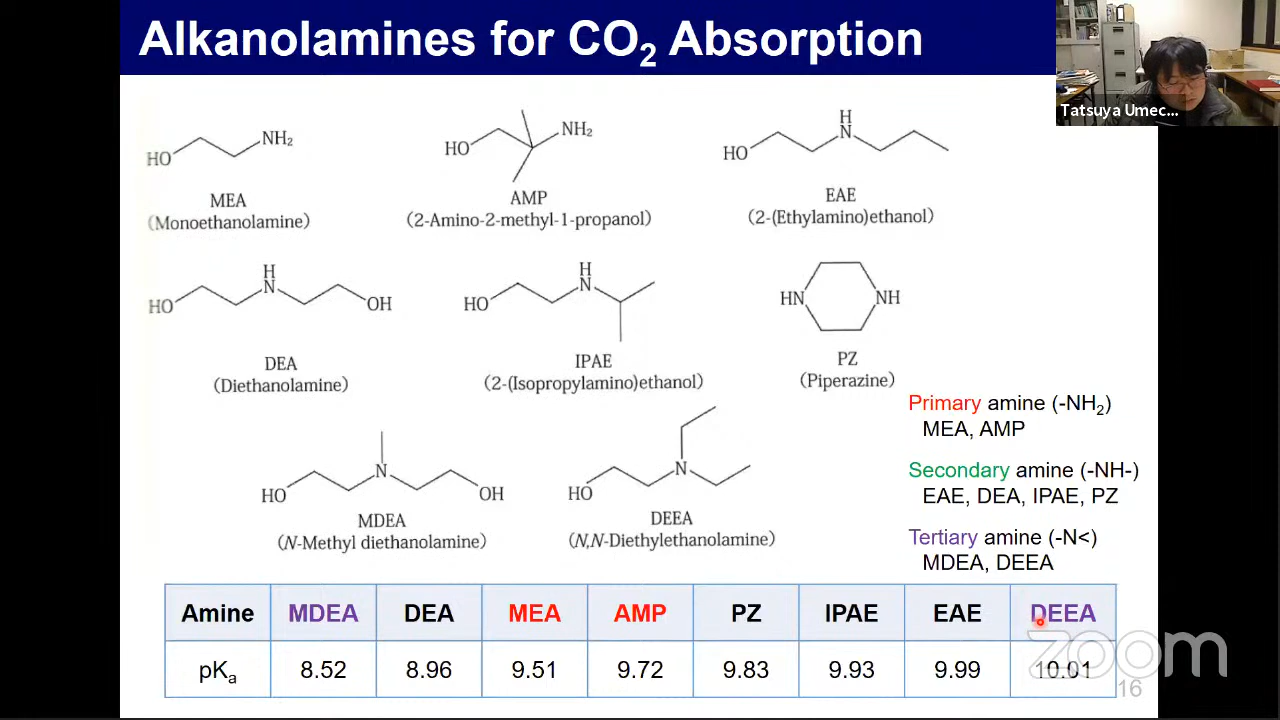 Alkanolamines for CO₂ Absorption
Tatsuya Umec...
HO NH₂
MEA
(Monoethanolamine)
HO NH₂
AMP
(2-Amino-2-methyl-1-propanol)
HO H N
EAE
(2-(Ethylamino)ethanol)
HO H N OH
DEA
(Diethanolamine)
HO H N
IPAE
(2-(Isopropylamino)ethanol)
HN NH
PZ
(Piperazine)
HO N OH
MDEA
(N-Methyl diethanolamine)
HO N
DEEA
(N,N-Diethylethanolamine)
Primary amine (-NH₂)
MEA, AMP
Secondary amine (-NH-)
EAE, DEA, IPAE, PZ
Tertiary amine (-N<)
MDEA, DEEA
Amine MDEA DEA MEA AMP PZ IPAE EAE DEEA
pKₐ 8.52 8.96 9.51 9.72 9.83 9.93 9.99 10.01
zoom
16